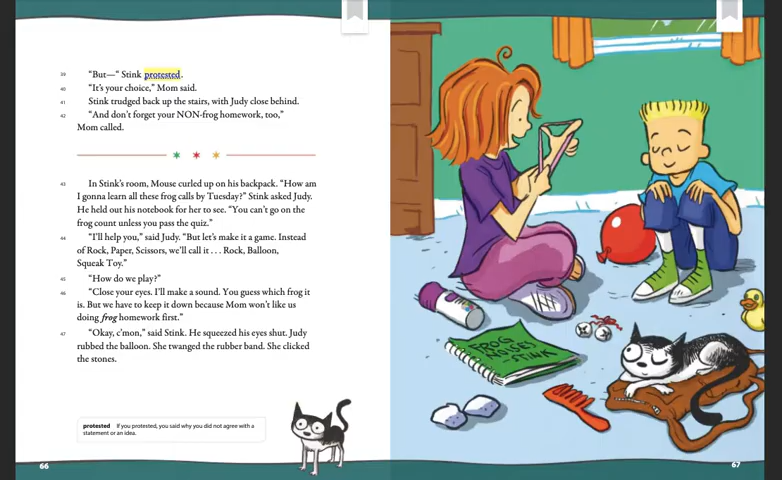 39 “But—” Stink protested.
40 “It’s your choice,” Mom said.
41 Stink trudged back up the stairs, with Judy close behind.
42 “And don’t forget your NON-frog homework, too,”
Mom called.
43 In Stink’s room, Mouse curled up on his backpack. “How am
I gonna learn all these frog calls by Tuesday?” Stink asked Judy.
He held out his notebook for her to see. “You can’t go on the
frog count unless you pass the quiz.”
44 “I’ll help you,” said Judy. “But let’s make it a game. Instead
of Rock, Paper, Scissors, we’ll call it . . . Rock, Balloon,
Squeak Toy.”
45 “How do we play?”
46 “Close your eyes. I’ll make a sound. You guess which frog it
is. But we have to keep it down because Mom won’t like us
doing frog homework first.”
47 “Okay, c’mon,” said Stink. He squeezed his eyes shut. Judy
rubbed the balloon. She twanged the rubber band. She clicked
the stones.
protested If you protested, you said why you did not agree with a
statement or an idea.
66
FROG
NOISES
-STINK
67